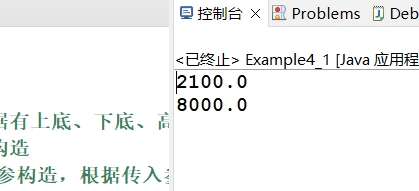 控制台 Problems Deb
<已终止> Example4_1 [Java 应用程
2100.0
8000.0
据有上底、下底、高
构造
参构造，根据传入参